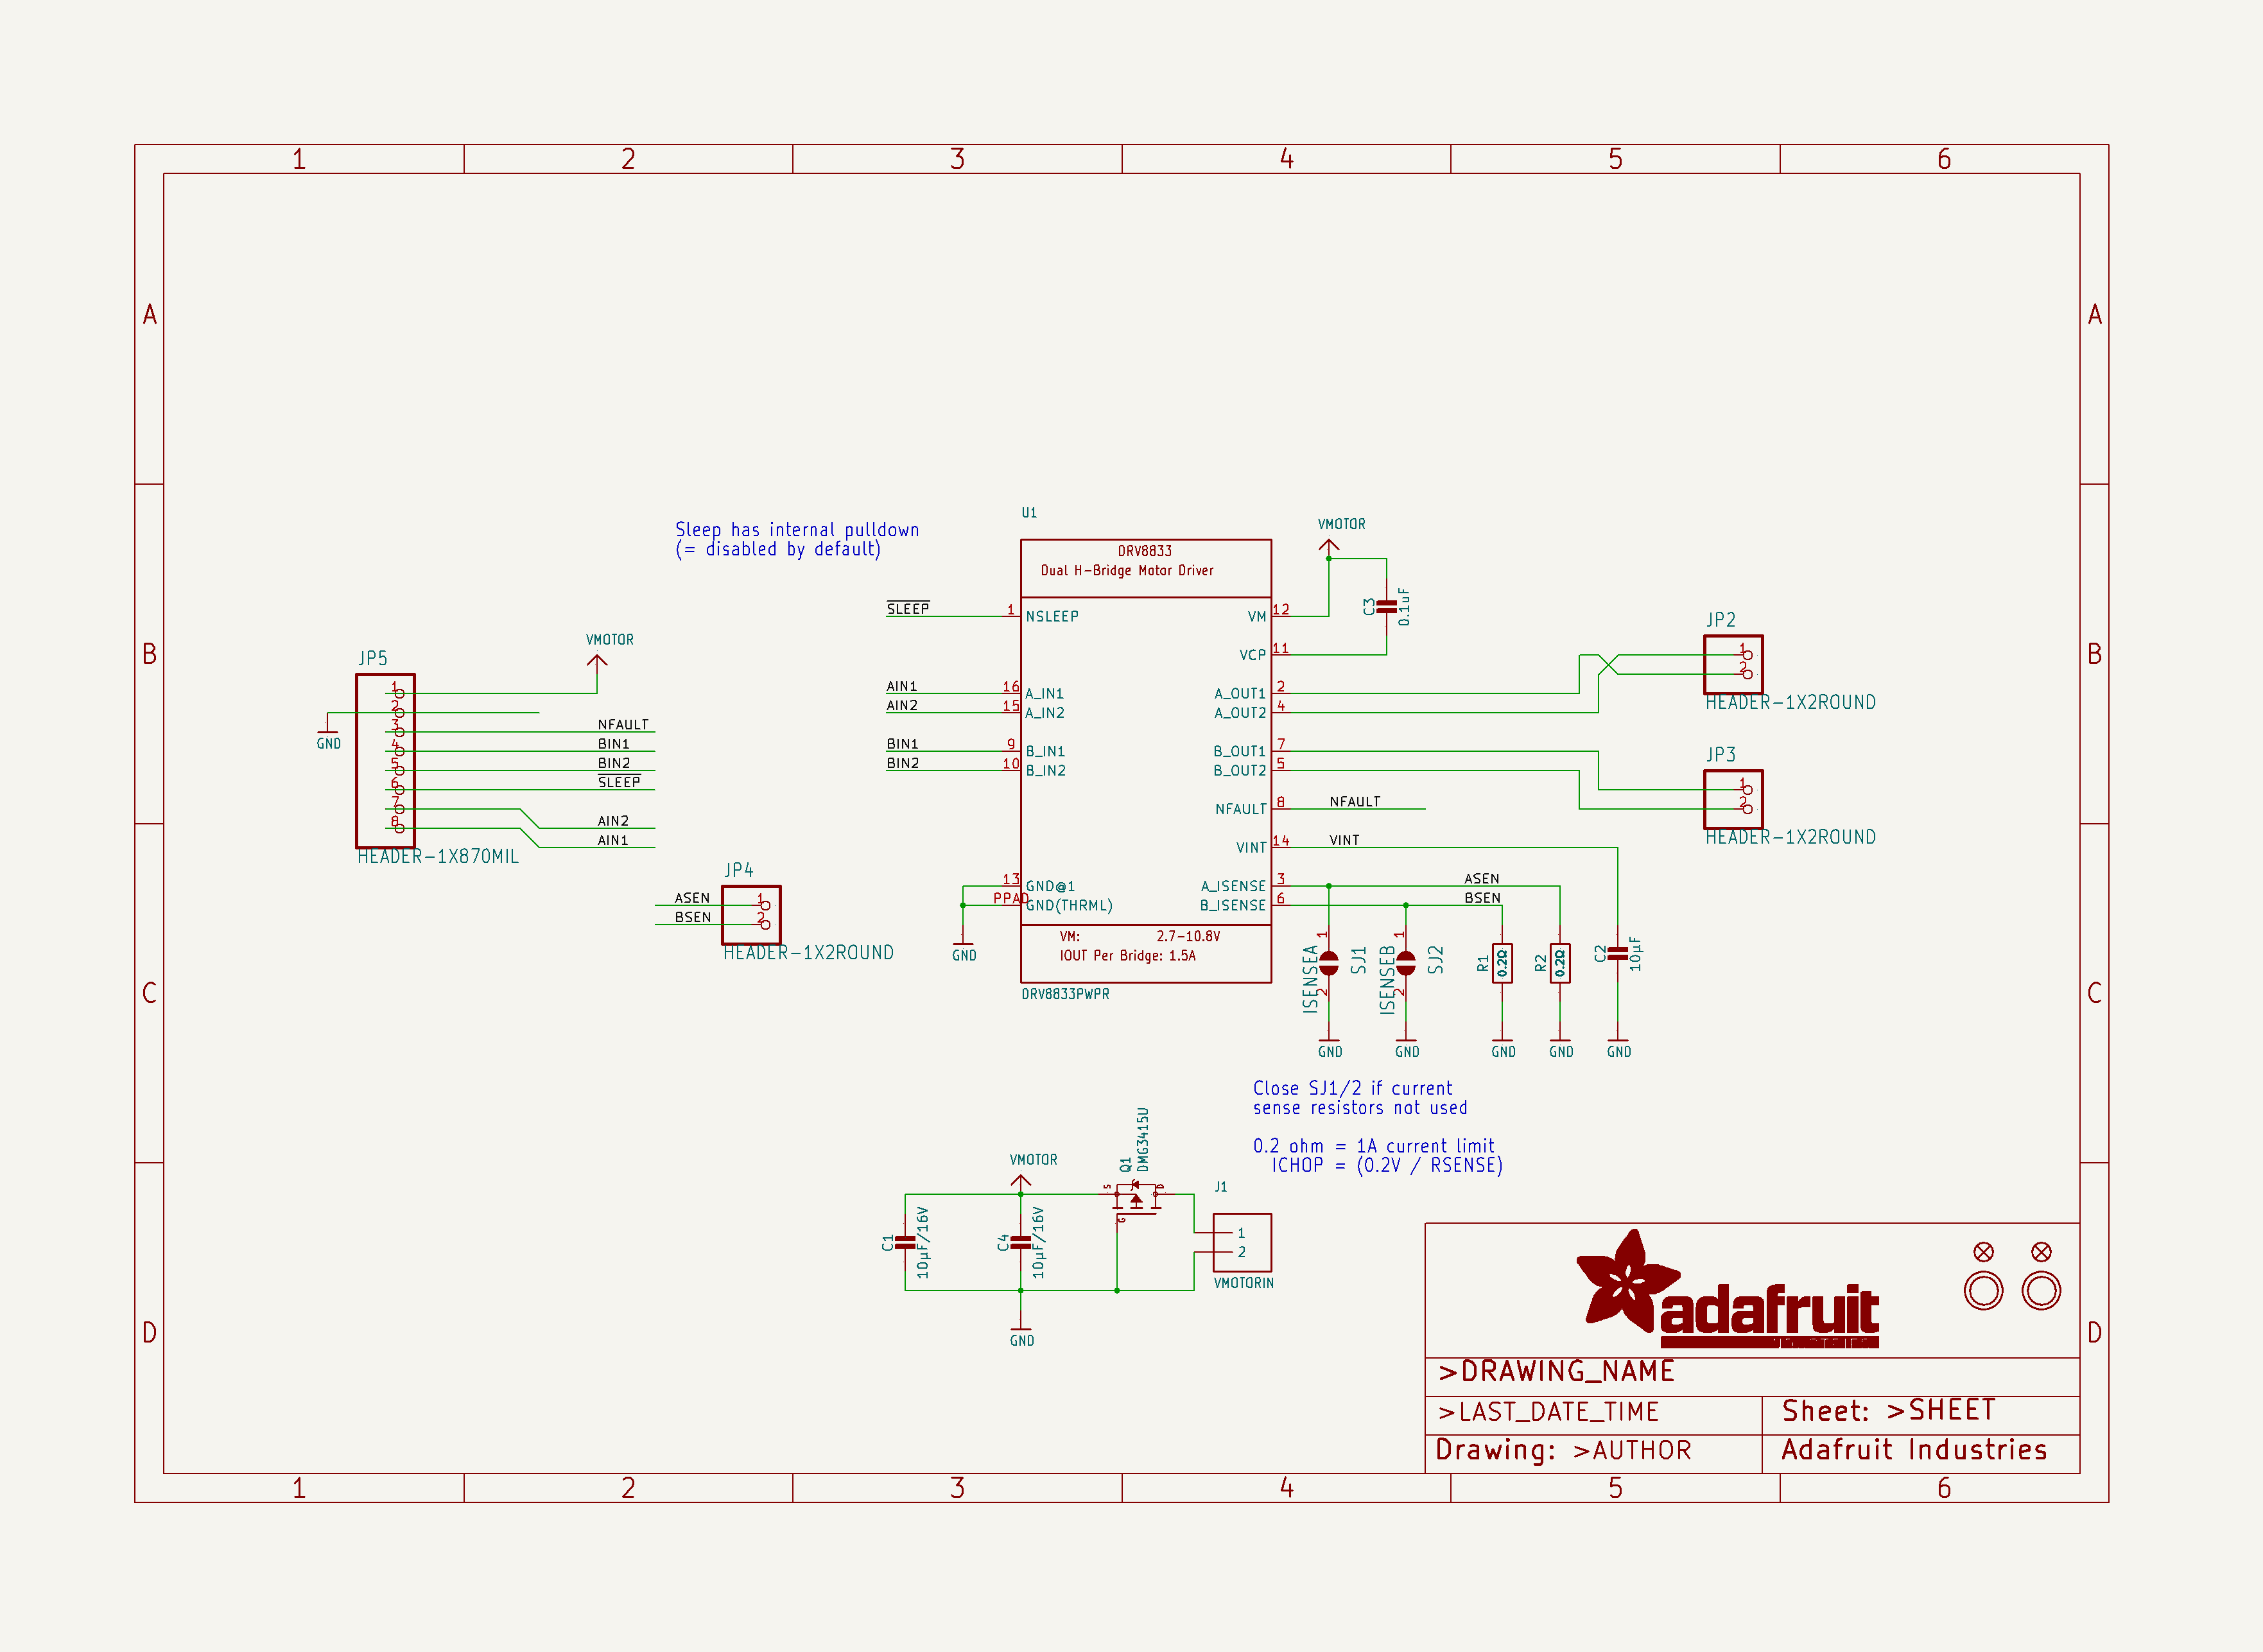 1 2 3 4 5 6
A A
B B
C C
D D
Sleep has internal pulldown
(= disabled by default)
U1
DRV8833
Dual H-Bridge Motor Driver
SLEEP 1 NSLEEP
AIN1 16 A_IN1
AIN2 15 A_IN2
BIN1 9 B_IN1
BIN2 10 B_IN2
13 GND@1
PPAD GND(THRML)
GND
VM 12
VCP 11
A_OUT1 2
A_OUT2 4
B_OUT1 7
B_OUT2 5
NFAULT 8 NFAULT
VINT 14 VINT
A_ISENSE 3 ASEN
B_ISENSE 6 BSEN
VM: 2.7-10.8V
IOUT Per Bridge: 1.5A
DRV8833PWPR
VMOTOR
C3
0.1uF
JP2
1
2
HEADER-1X2ROUND
JP3
1
2
HEADER-1X2ROUND
VMOTOR
JP5
1
2
3 NFAULT
4 BIN1
5 BIN2
6 SLEEP
7 AIN2
8 AIN1
GND
HEADER-1X870MIL
JP4
ASEN 1
BSEN 2
HEADER-1X2ROUND
ISENSEA
1
2
SJ1
GND
ISENSEB
1
2
SJ2
GND
R1
0.2Ω
GND
R2
0.2Ω
GND
C2
10µF
GND
Close SJ1/2 if current
sense resistors not used
0.2 ohm = 1A current limit
ICHOP = (0.2V / RSENSE)
VMOTOR
Q1
DMG3415U
S
D
G
J1
1
2
VMOTORIN
C1
10µF/16V
C4
10µF/16V
GND
adafruit
>DRAWING_NAME
>LAST_DATE_TIME
Sheet: >SHEET
Drawing: >AUTHOR
Adafruit Industries
1 2 3 4 5 6